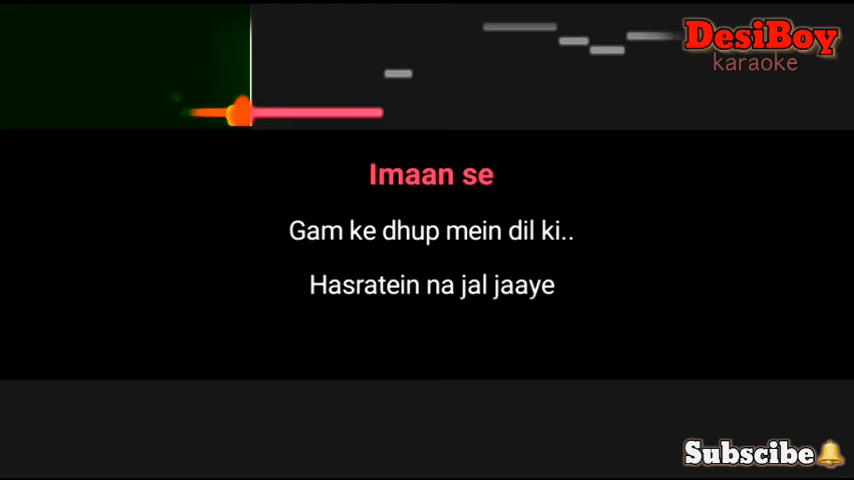 DesiBoy
karaoke
Imaan se
Gam ke dhup mein dil ki..
Hasratein na jal jaaye
Subscibe